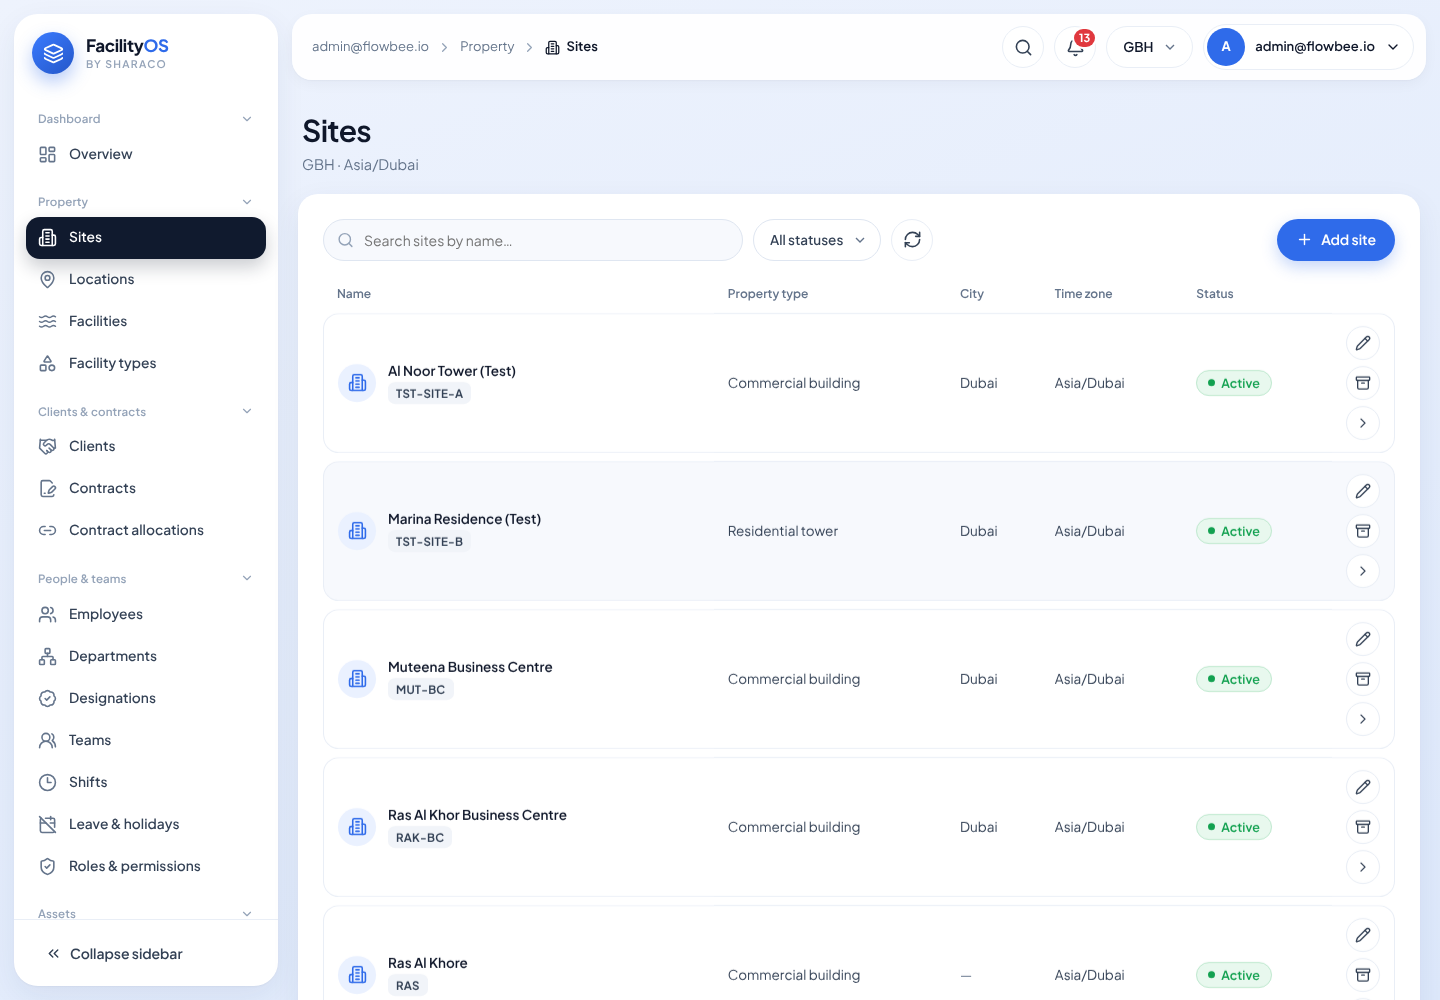 FacilityOS
BY SHARACO
Dashboard
Overview
Property
Sites
Locations
Facilities
Facility types
Clients & contracts
Clients
Contracts
Contract allocations
People & teams
Employees
Departments
Designations
Teams
Shifts
Leave & holidays
Roles & permissions
Assets
Collapse sidebar
admin@flowbee.io > Property > Sites
13
GBH
A admin@flowbee.io
Sites
GBH · Asia/Dubai
Search sites by name...
All statuses
+ Add site
Name Property type City Time zone Status
Al Noor Tower (Test)
TST-SITE-A
Commercial building Dubai Asia/Dubai Active
Marina Residence (Test)
TST-SITE-B
Residential tower Dubai Asia/Dubai Active
Muteena Business Centre
MUT-BC
Commercial building Dubai Asia/Dubai Active
Ras Al Khor Business Centre
RAK-BC
Commercial building Dubai Asia/Dubai Active
Ras Al Khore
RAS
Commercial building — Asia/Dubai Active